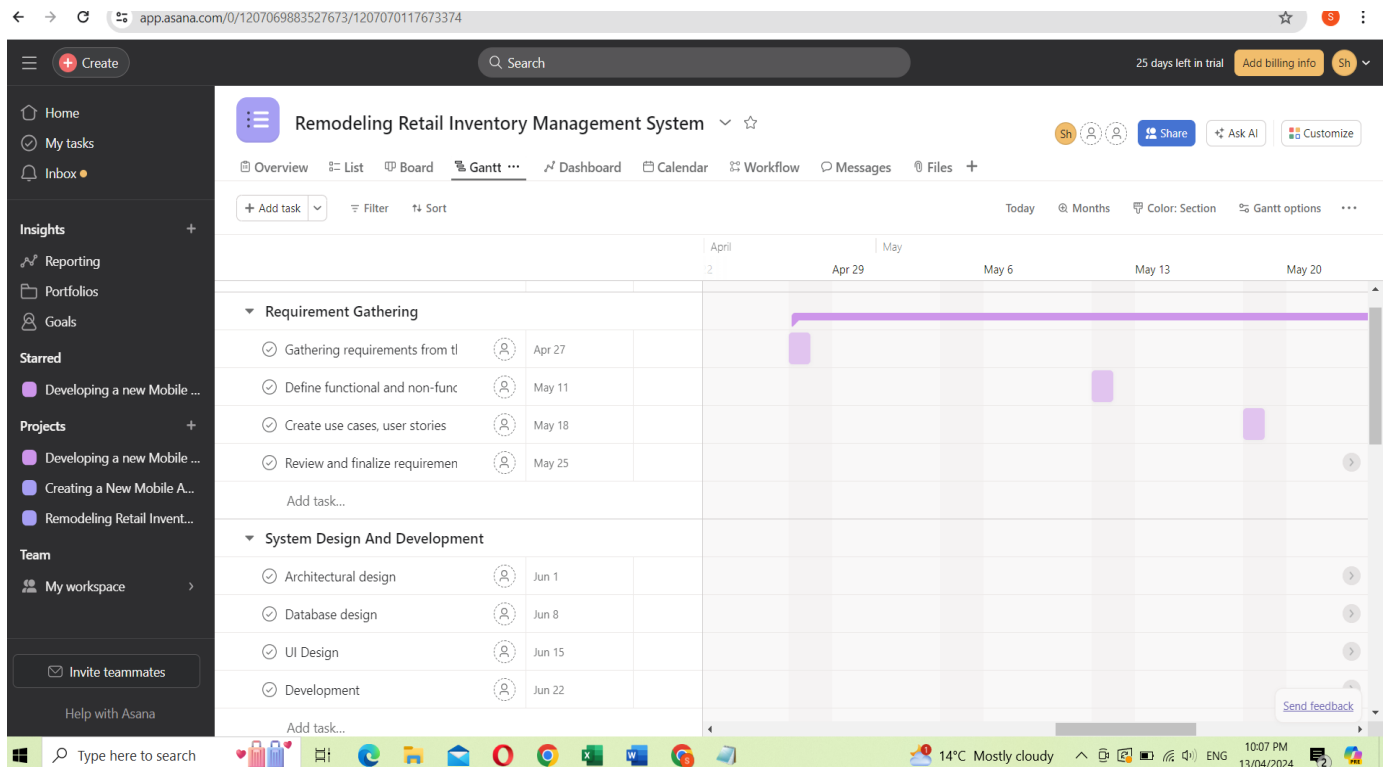 app.asana.com/0/1207069883527673/1207070117673374
S
Create
Search
25 days left in trial
Add billing info
Sh
Home
My tasks
Inbox
Insights
Reporting
Portfolios
Goals
Starred
Developing a new Mobile ...
Projects
Developing a new Mobile ...
Creating a New Mobile A...
Remodeling Retail Invent...
Team
My workspace
Invite teammates
Help with Asana
Remodeling Retail Inventory Management System
Sh
Share
Ask AI
Customize
Overview List Board Gantt ... Dashboard Calendar Workflow Messages Files +
+ Add task Filter Sort
Today Months Color: Section Gantt options ...
April May
2 Apr 29 May 6 May 13 May 20
Requirement Gathering
Gathering requirements from tl Apr 27
Define functional and non-func May 11
Create use cases, user stories May 18
Review and finalize requiremen May 25
Add task...
System Design And Development
Architectural design Jun 1
Database design Jun 8
UI Design Jun 15
Development Jun 22
Add task...
Send feedback
Type here to search
14°C Mostly cloudy
ENG
10:07 PM
13/04/2024
2
PRE